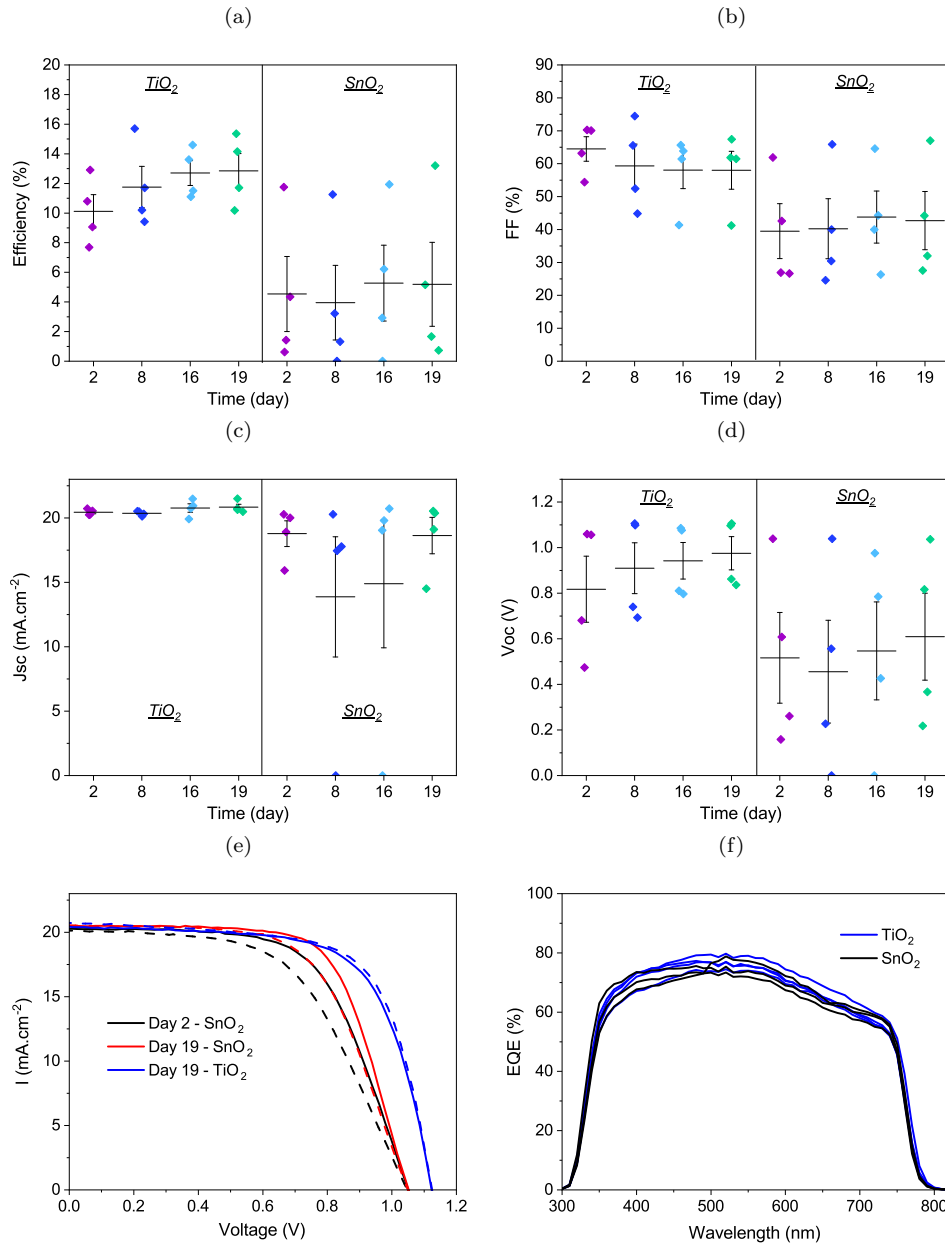 (a)
20
18
16
14
12
10
8
6
4
2
0
Efficiency (%)
TiO2
SnO2
2 8 16 19 2 8 16 19
Time (day)
(b)
90
80
70
60
50
40
30
20
10
0
FF (%)
TiO2
SnO2
2 8 16 19 2 8 16 19
Time (day)
(c)
20
15
10
5
0
Jsc (mA.cm-2)
TiO2
SnO2
2 8 16 19 2 8 16 19
Time (day)
(d)
1.2
1.0
0.8
0.6
0.4
0.2
0.0
Voc (V)
TiO2
SnO2
2 8 16 19 2 8 16 19
Time (day)
(e)
20
15
10
5
0
I (mA.cm-2)
Day 2 - SnO2
Day 19 - SnO2
Day 19 - TiO2
0.0 0.2 0.4 0.6 0.8 1.0 1.2
Voltage (V)
(f)
100
80
60
40
20
0
EQE (%)
TiO2
SnO2
300 400 500 600 700 800
Wavelength (nm)